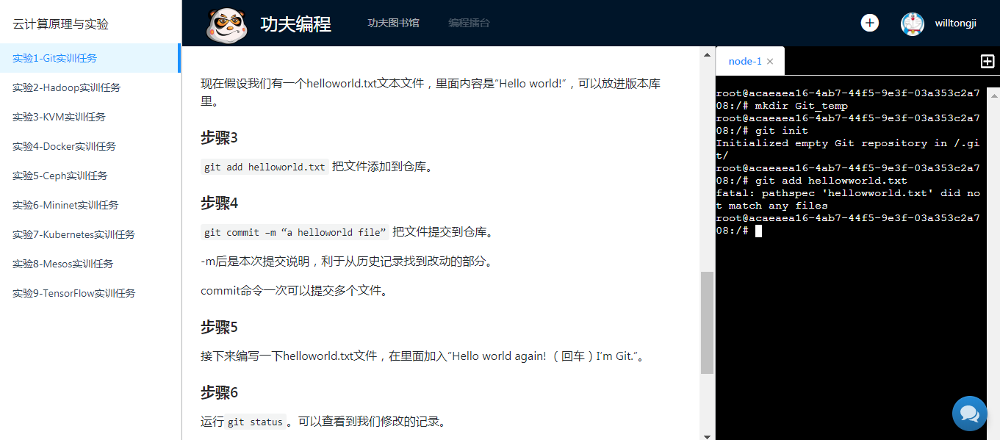 云计算原理与实验
实验1-Git实训任务
实验2-Hadoop实训任务
实验3-KVM实训任务
实验4-Docker实训任务
实验5-Ceph实训任务
实验6-Mininet实训任务
实验7-Kubernetes实训任务
实验8-Mesos实训任务
实验9-TensorFlow实训任务
功夫编程
功夫图书馆
编程擂台
willtongji
现在假设我们有一个helloworld.txt文本文件，里面内容是“Hello world!”，可以放进版本库
里。
步骤3
git add helloworld.txt 把文件添加到仓库。
步骤4
git commit –m “a helloworld file” 把文件提交到仓库。
-m后是本次提交说明，利于从历史记录找到改动的部分。
commit命令一次可以提交多个文件。
步骤5
接下来编写一下helloworld.txt文件，在里面加入“Hello world again! （回车）I’m Git.”。
步骤6
运行 git status 。可以查看到我们修改的记录。
node-1
root@acaeaea16-4ab7-44f5-9e3f-03a353c2a7
08:/# mkdir Git_temp
root@acaeaea16-4ab7-44f5-9e3f-03a353c2a7
08:/# git init
Initialized empty Git repository in /.gi
t/
root@acaeaea16-4ab7-44f5-9e3f-03a353c2a7
08:/# git add hellowworld.txt
fatal: pathspec 'hellowworld.txt' did no
t match any files
root@acaeaea16-4ab7-44f5-9e3f-03a353c2a7
08:/#